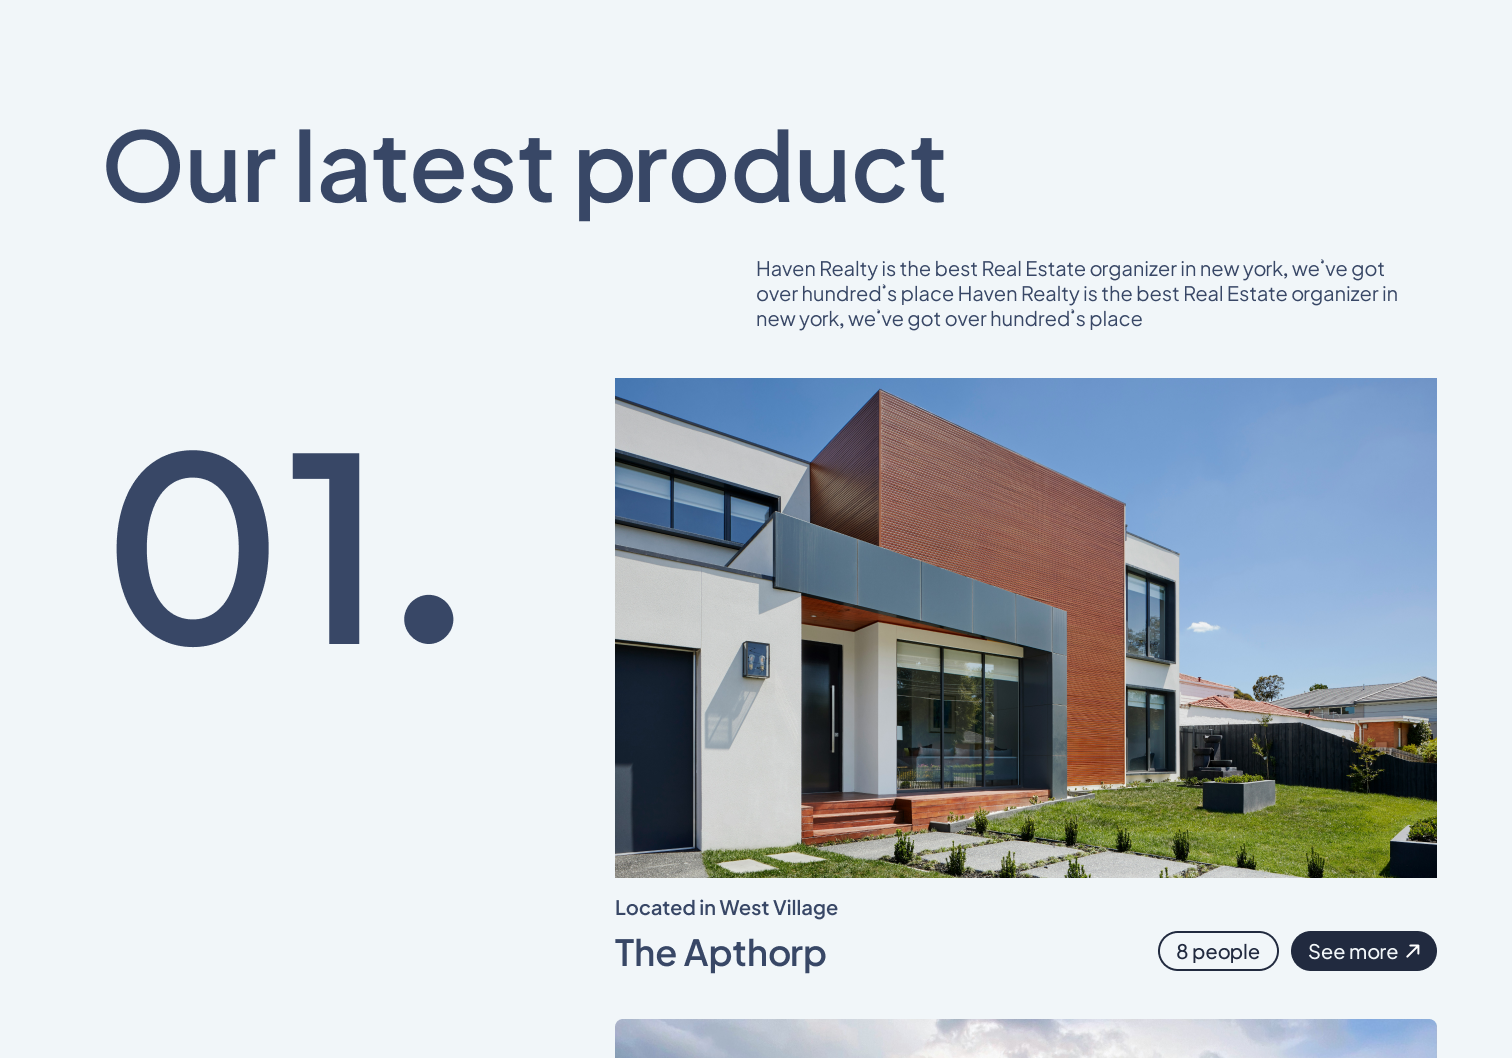 Our latest product
Haven Realty is the best Real Estate organizer in new york, we’ve got
over hundred’s place Haven Realty is the best Real Estate organizer in
new york, we’ve got over hundred’s place
01.
Located in West Village
The Apthorp
8 people
See more